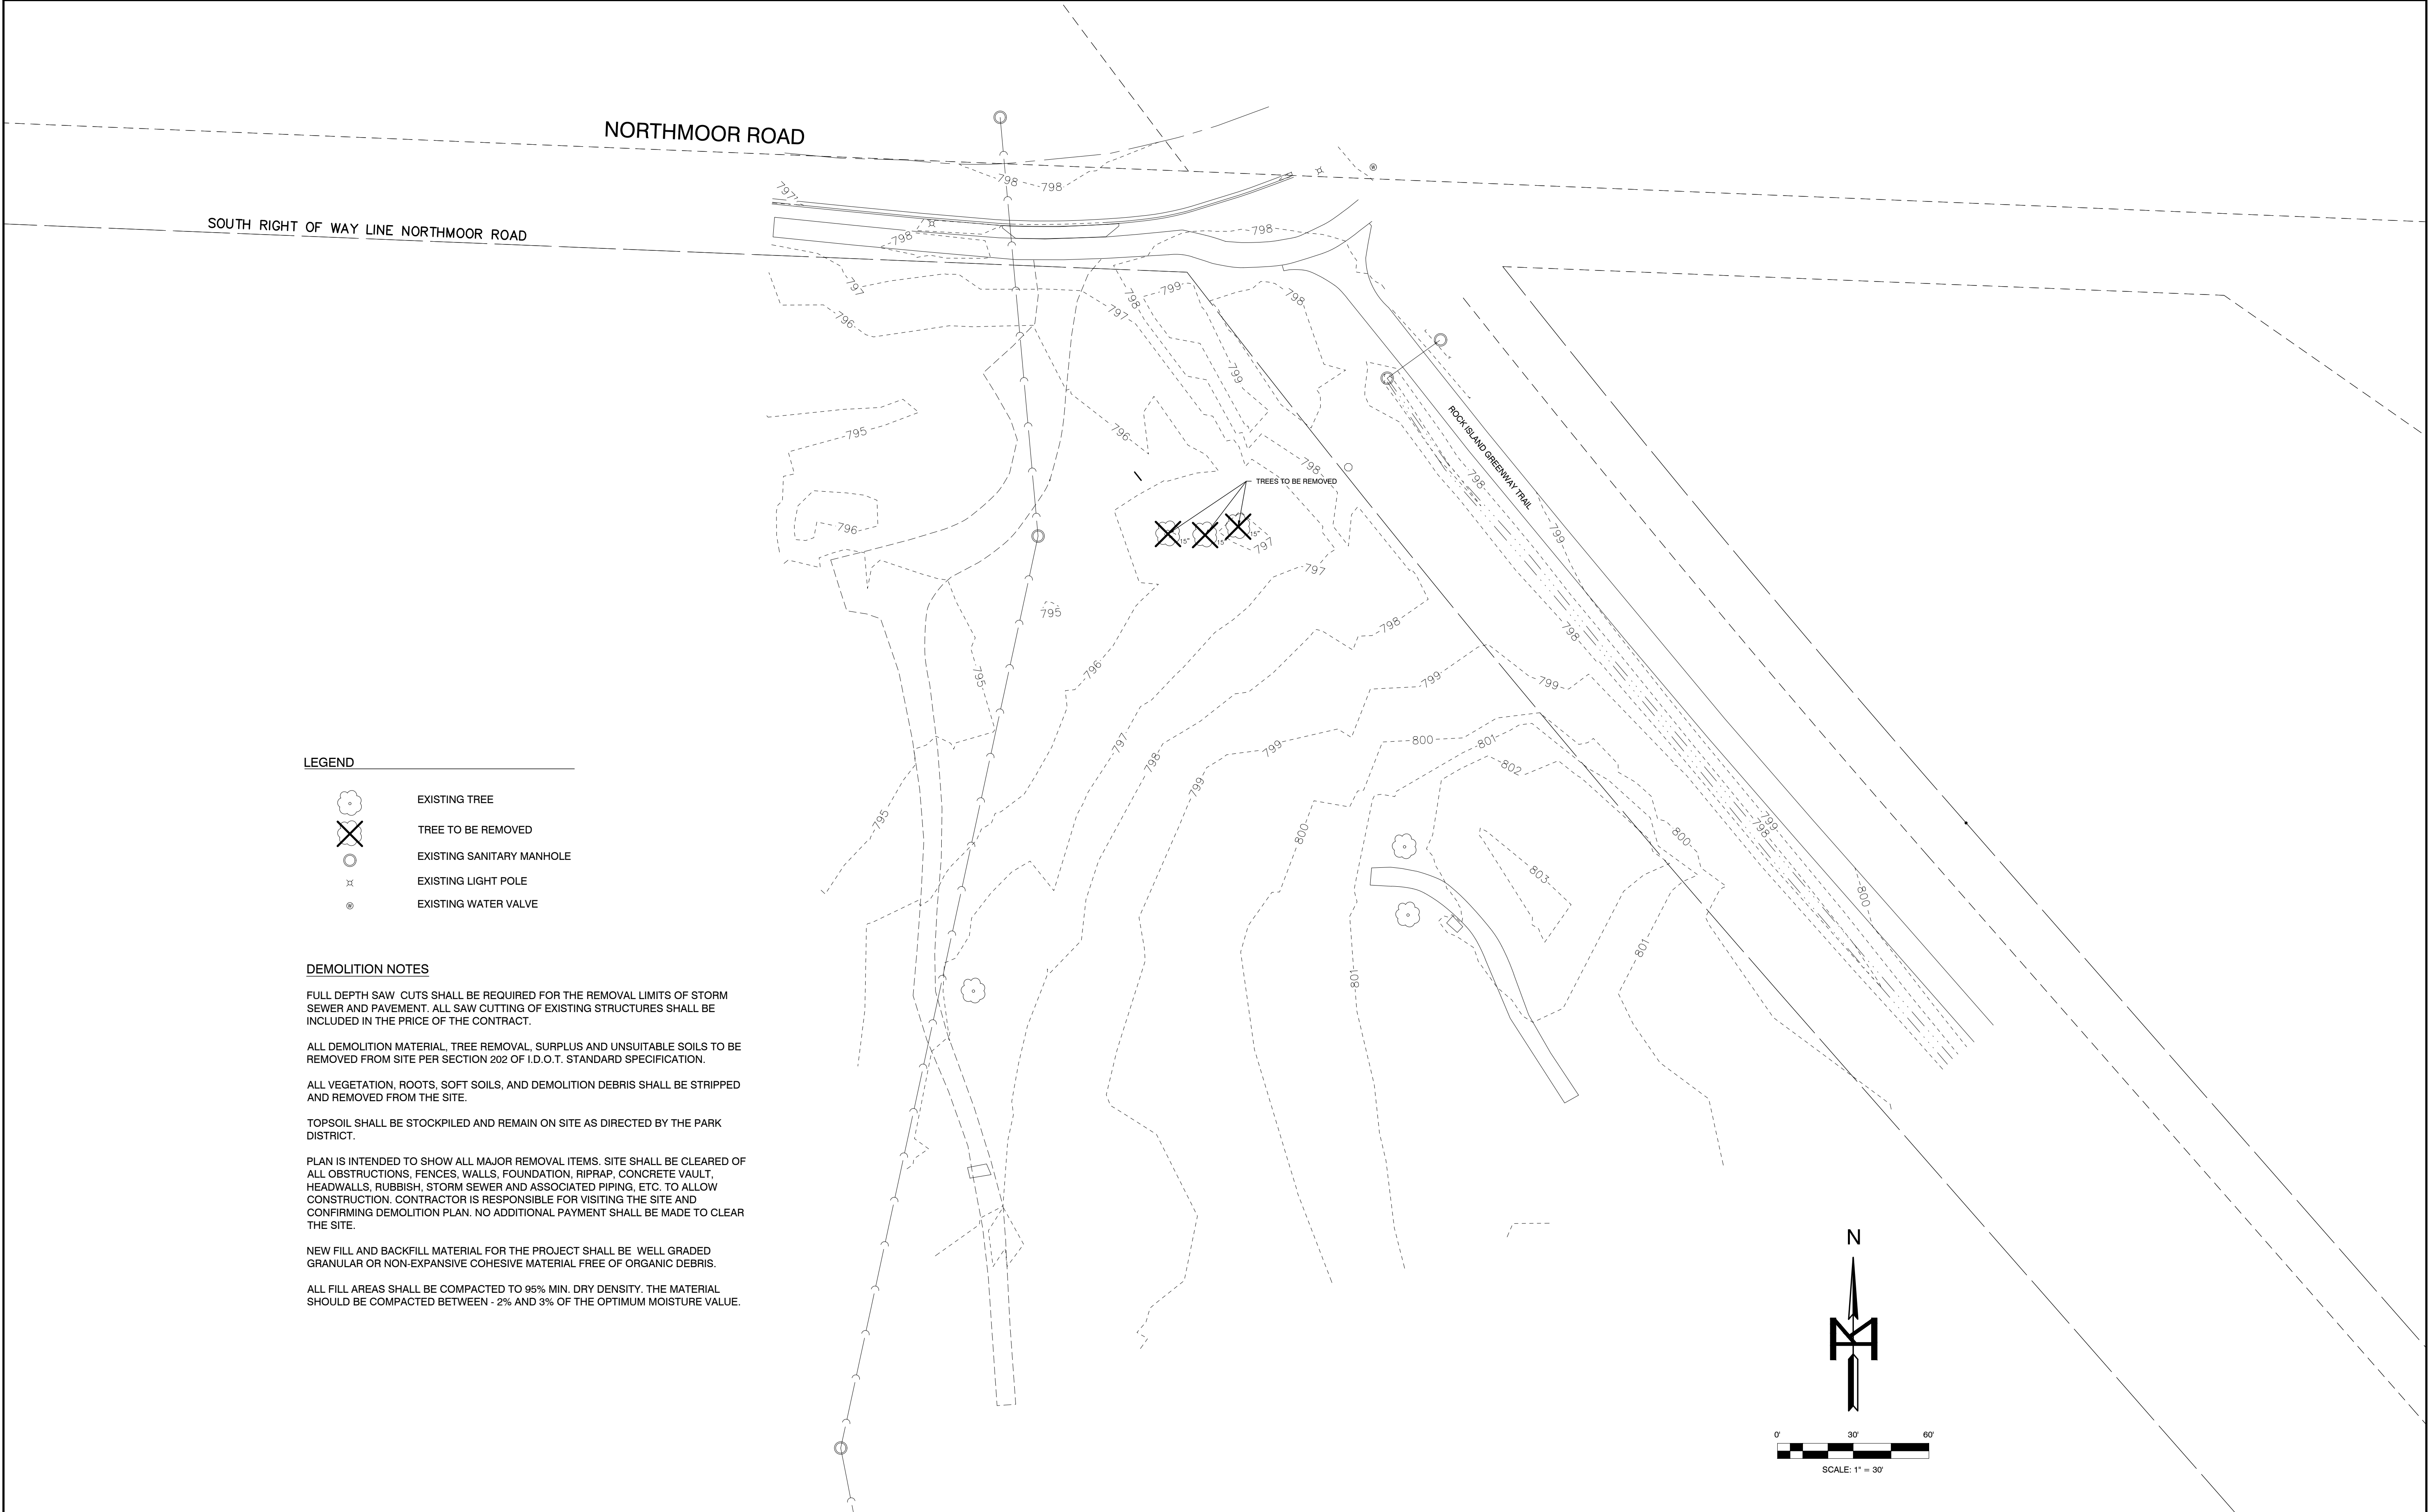 NORTHMOOR ROAD
798
798
797
SOUTH RIGHT OF WAY LINE NORTHMOOR ROAD
798
798
797
799
798
798
797
796
799
ROCK ISLAND GREENWAY TRAIL
795
796
798
798
TREES TO BE REMOVED
796
15"
15"
15"
797
799
797
795
798
798
795
796
799
799
797
799
800
801
798
802
LEGEND
799
EXISTING TREE
795
800
799
798
800
TREE TO BE REMOVED
EXISTING SANITARY MANHOLE
803
EXISTING LIGHT POLE
800
EXISTING WATER VALVE
801
801
DEMOLITION NOTES
FULL DEPTH SAW CUTS SHALL BE REQUIRED FOR THE REMOVAL LIMITS OF STORM
SEWER AND PAVEMENT. ALL SAW CUTTING OF EXISTING STRUCTURES SHALL BE
INCLUDED IN THE PRICE OF THE CONTRACT.
ALL DEMOLITION MATERIAL, TREE REMOVAL, SURPLUS AND UNSUITABLE SOILS TO BE
REMOVED FROM SITE PER SECTION 202 OF I.D.O.T. STANDARD SPECIFICATION.
ALL VEGETATION, ROOTS, SOFT SOILS, AND DEMOLITION DEBRIS SHALL BE STRIPPED
AND REMOVED FROM THE SITE.
TOPSOIL SHALL BE STOCKPILED AND REMAIN ON SITE AS DIRECTED BY THE PARK
DISTRICT.
PLAN IS INTENDED TO SHOW ALL MAJOR REMOVAL ITEMS. SITE SHALL BE CLEARED OF
ALL OBSTRUCTIONS, FENCES, WALLS, FOUNDATION, RIPRAP, CONCRETE VAULT,
HEADWALLS, RUBBISH, STORM SEWER AND ASSOCIATED PIPING, ETC. TO ALLOW
CONSTRUCTION. CONTRACTOR IS RESPONSIBLE FOR VISITING THE SITE AND
CONFIRMING DEMOLITION PLAN. NO ADDITIONAL PAYMENT SHALL BE MADE TO CLEAR
THE SITE.
NEW FILL AND BACKFILL MATERIAL FOR THE PROJECT SHALL BE WELL GRADED
GRANULAR OR NON-EXPANSIVE COHESIVE MATERIAL FREE OF ORGANIC DEBRIS.
ALL FILL AREAS SHALL BE COMPACTED TO 95% MIN. DRY DENSITY. THE MATERIAL
SHOULD BE COMPACTED BETWEEN - 2% AND 3% OF THE OPTIMUM MOISTURE VALUE.
N
0' 30' 60'
SCALE: 1" = 30'